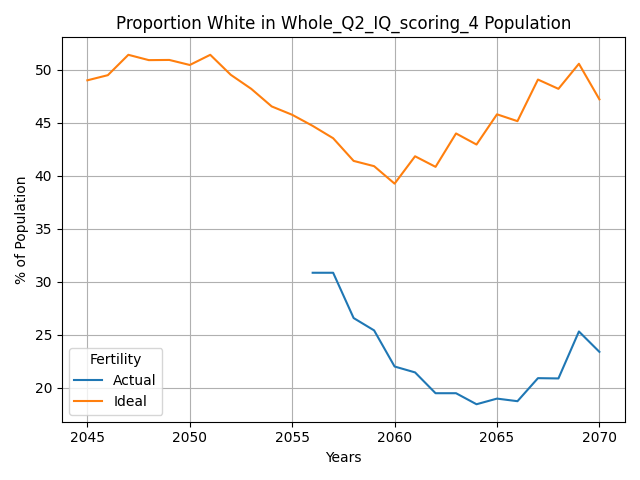 Proportion White in Whole_Q2_IQ_scoring_4 Population
% of Population
50
45
40
35
30
25
20
Fertility
Actual
Ideal
2045 2050 2055 2060 2065 2070
Years